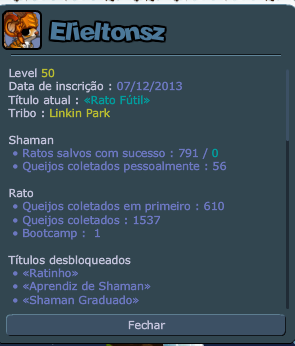 Elieltonsz
Level 50
Data de inscrição : 07/12/2013
Título atual : «Rato Fútil»
Tribo : Linkin Park
Shaman
• Ratos salvos com sucesso : 791 / 0
• Queijos coletados pessoalmente : 56
Rato
• Queijos coletados em primeiro : 610
• Queijos coletados : 1537
• Bootcamp : 1
Títulos desbloqueados
• «Ratinho»
• «Aprendiz de Shaman»
• «Shaman Graduado»
Fechar